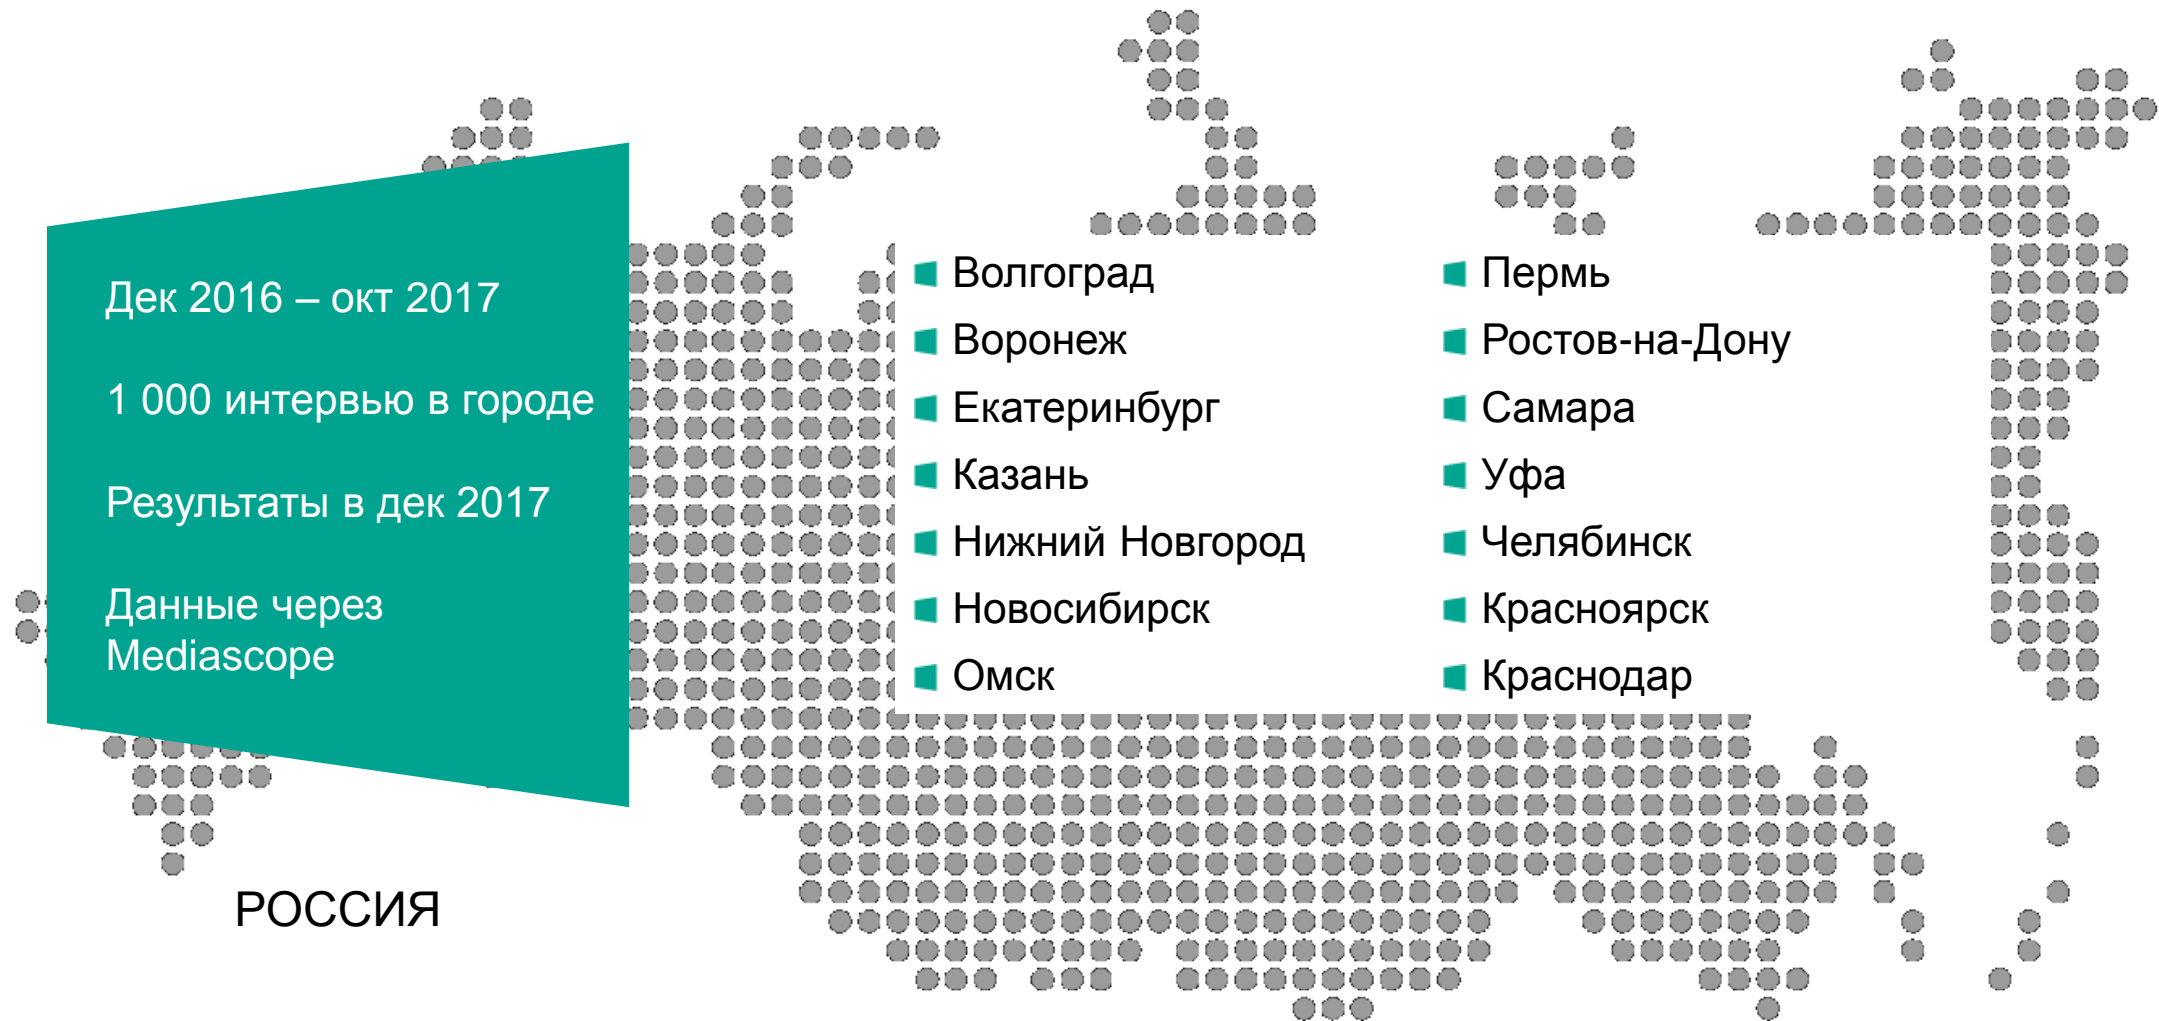 Дек 2016 – окт 2017
1 000 интервью в городе
Результаты в дек 2017
Данные через
Mediascope
Волгоград
Воронеж
Екатеринбург
Казань
Нижний Новгород
Новосибирск
Омск
Пермь
Ростов-на-Дону
Самара
Уфа
Челябинск
Красноярск
Краснодар
РОССИЯ